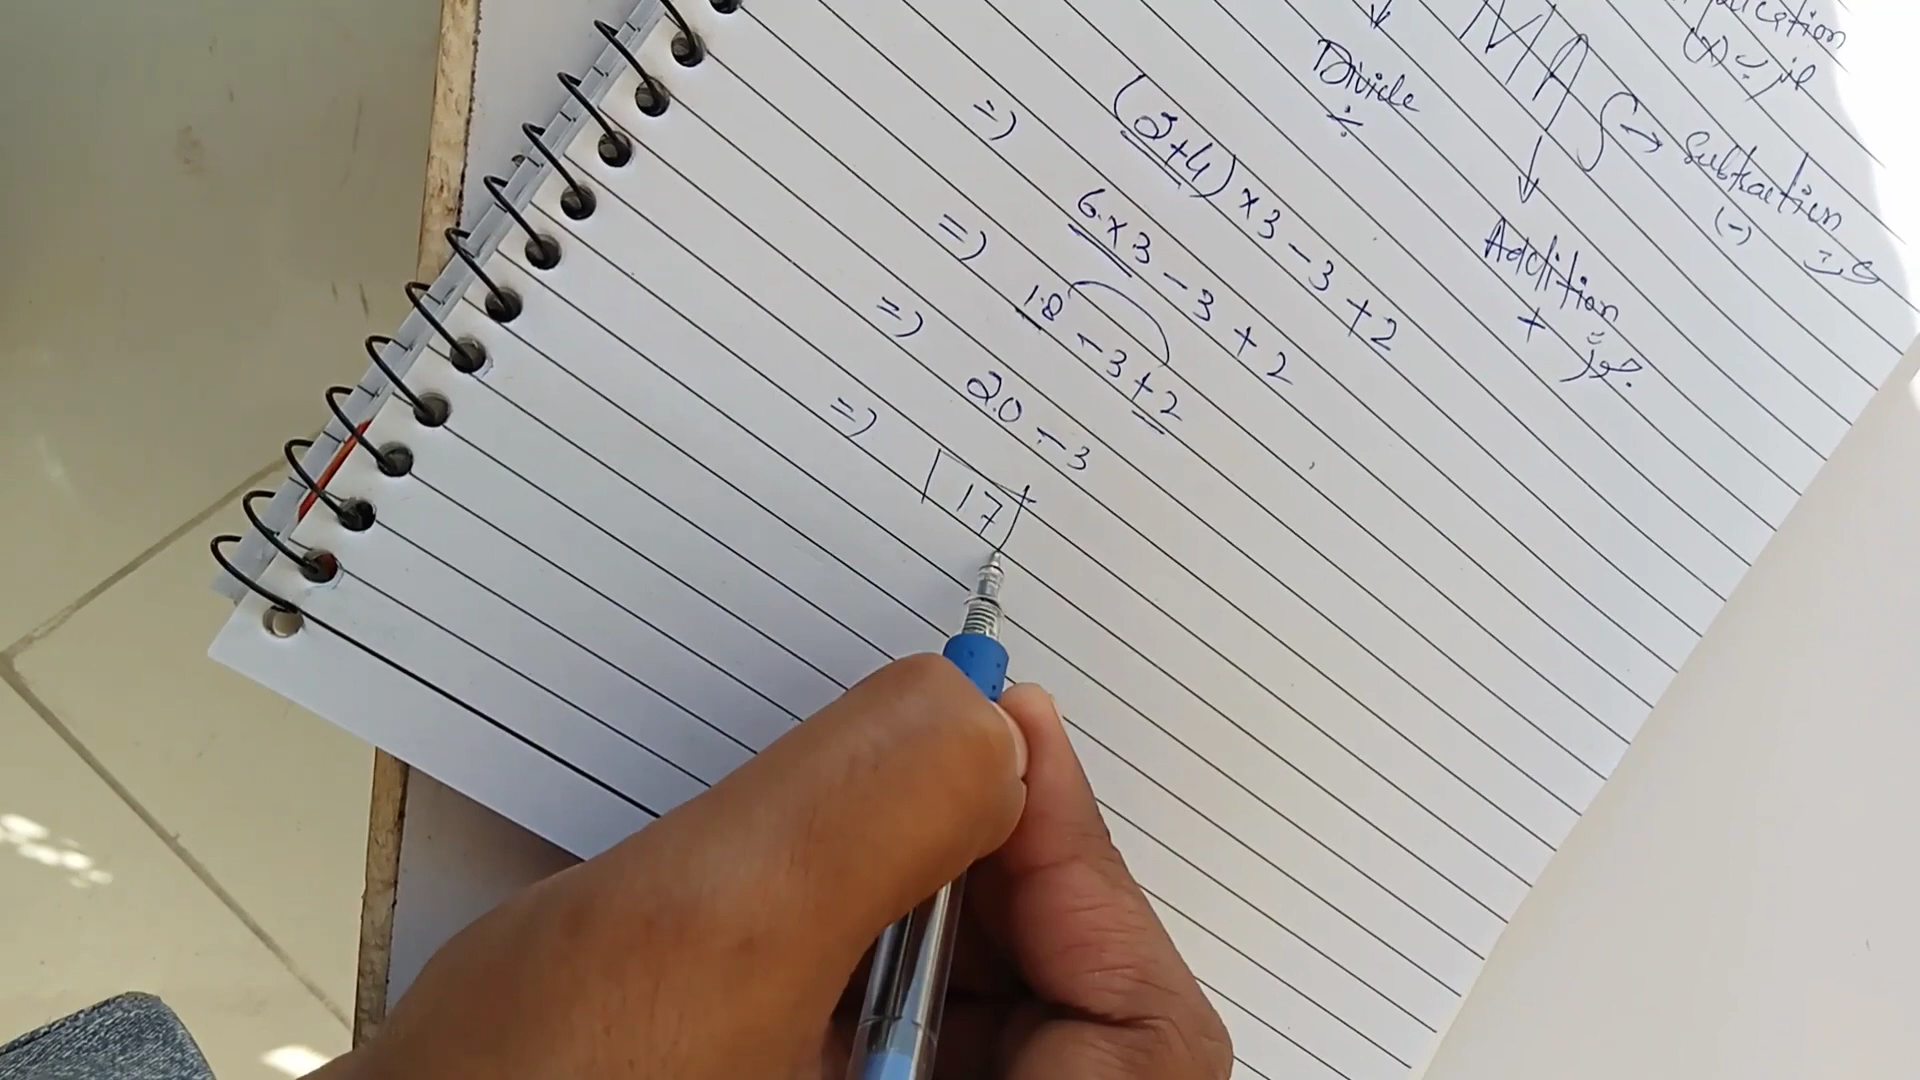 (x)
MAS → Subtraction
Divide
÷
(-)
Addition
+
(2+4) × 3 - 3 + 2
=) 6 × 3 - 3 + 2
=) 18 - 3 + 2
=) 20 - 3
=) 17